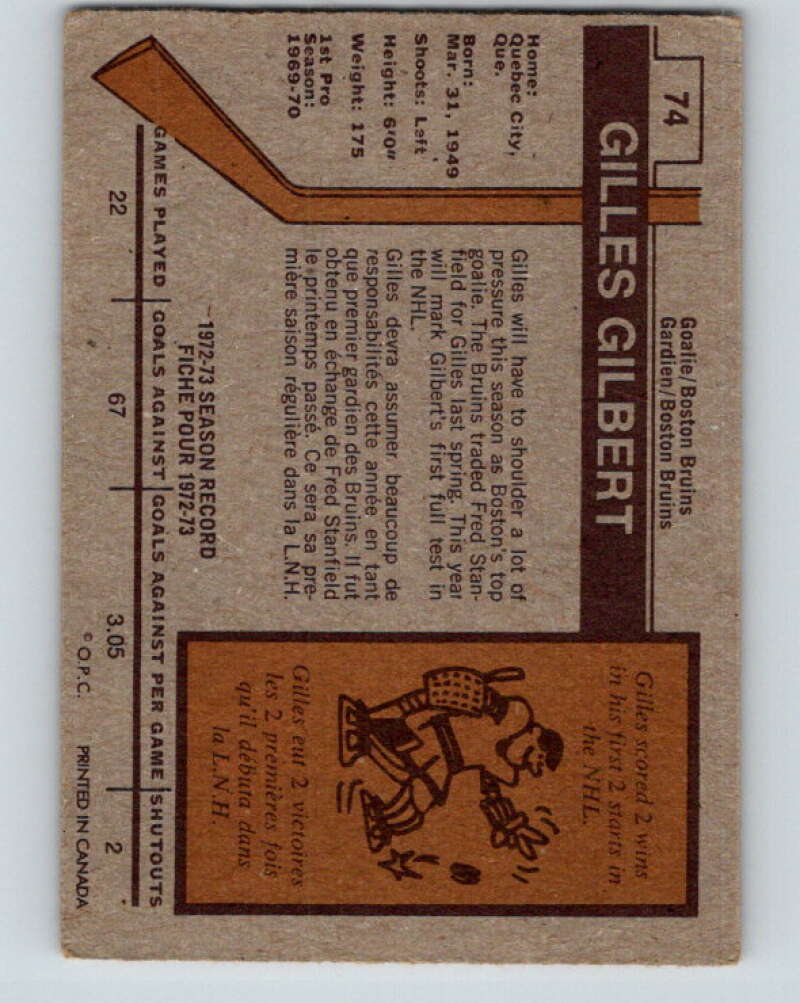 74
Goalie/Boston Bruins
Gardien/Boston Bruins
GILLES GILBERT
Home:
Quebec City,
Que.
Born:
Mar. 31, 1949
Shoots: Left
Height: 6'0"
Weight: 175
1st Pro
Season:
1969-70
Gilles will have to shoulder a lot of
pressure this season as Boston's top
goalie. The Bruins traded Fred Stan-
field for Gilles last spring. This year
will mark Gilbert's first full test in
the NHL.
Gilles devra assumer beaucoup de
responsabilités cette année en tant
que premier gardien des Bruins. Il fut
obtenu en échange de Fred Stanfield
le printemps passé. Ce sera sa pre-
mière saison régulière dans la L.N.H.
Gilles scored 2 wins
in his first 2 starts in
the NHL.
Gilles eut 2 victoires
les 2 premières fois
qu'il débuta dans
la L.N.H.
1972-73 SEASON RECORD
FICHE POUR 1972-73
GAMES PLAYED GOALS AGAINST GOALS AGAINST PER GAME SHUTOUTS
22 67 3.05 2
© O.P.C. PRINTED IN CANADA